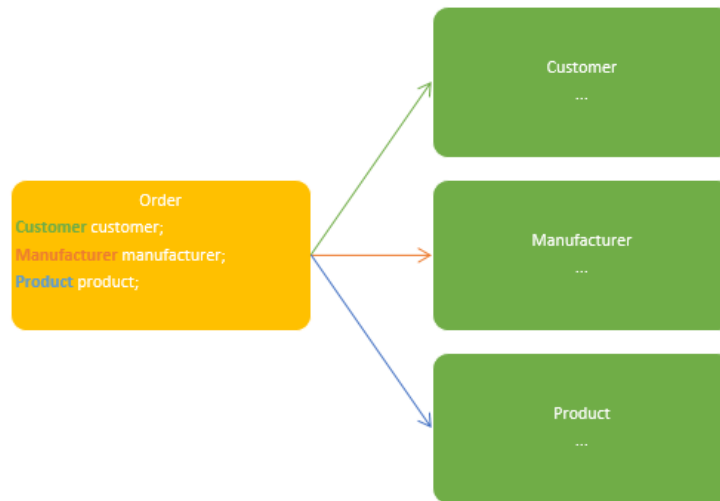 Customer
...
Order
Customer customer;
Manufacturer manufacturer;
Product product;
Manufacturer
...
Product
...